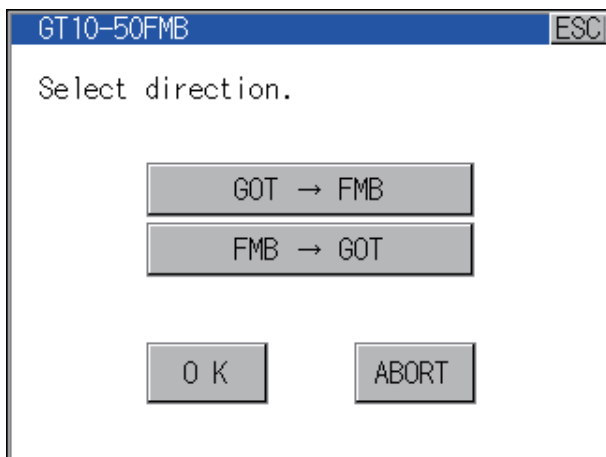 GT10-50FMB ESC
Select direction.
GOT → FMB
FMB → GOT
O K ABORT